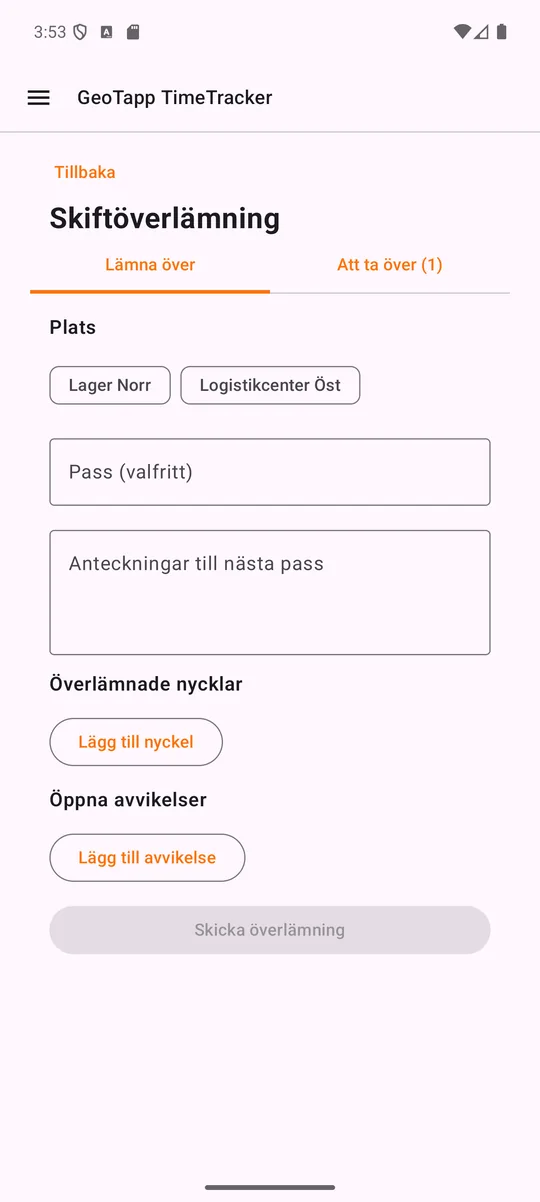 3:53
GeoTapp TimeTracker
Tillbaka
Skiftöverlämning
Lämna över
Att ta över (1)
Plats
Lager Norr
Logistikcenter Öst
Pass (valfritt)
Anteckningar till nästa pass
Överlämnade nycklar
Lägg till nyckel
Öppna avvikelser
Lägg till avvikelse
Skicka överlämning